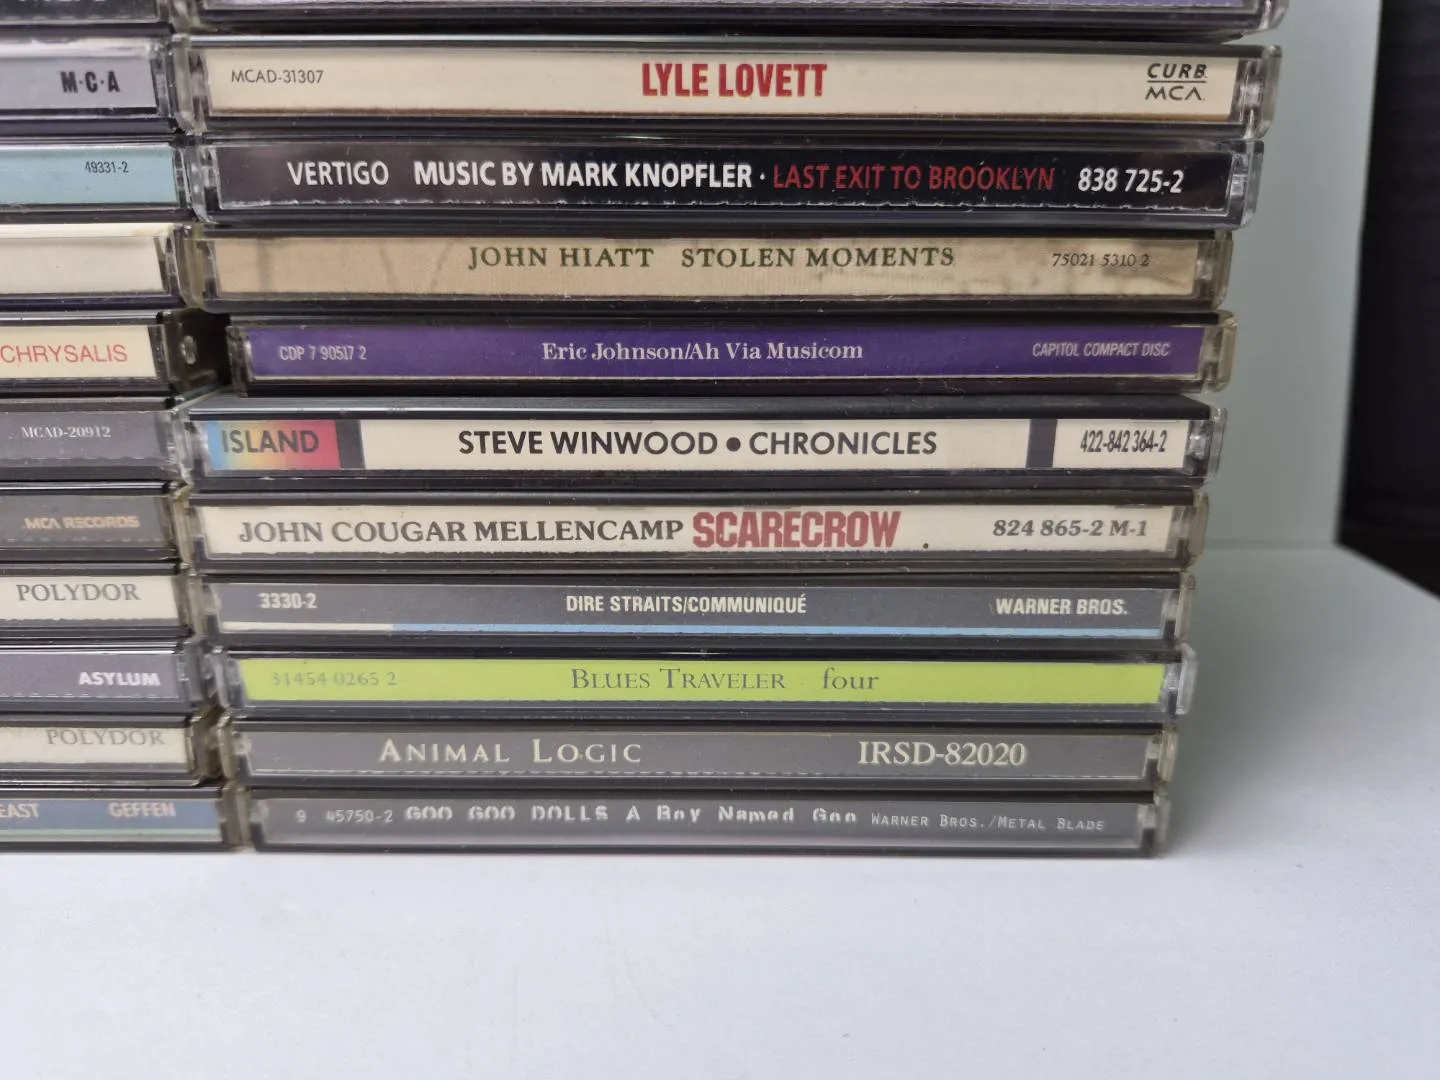 M·C·A
MCAD-31307 LYLE LOVETT CURB MCA
49331-2
VERTIGO MUSIC BY MARK KNOPFLER · LAST EXIT TO BROOKLYN 838 725-2
JOHN HIATT STOLEN MOMENTS 75021 5310 2
CHRYSALIS
CDP 7 90517 2 Eric Johnson/Ah Via Musicom CAPITOL COMPACT DISC
MCAD-20912
ISLAND STEVE WINWOOD • CHRONICLES 422-842 364-2
MCA RECORDS
JOHN COUGAR MELLENCAMP SCARECROW 824 865-2 M-1
POLYDOR
3330-2 DIRE STRAITS/COMMUNIQUÉ WARNER BROS.
ASYLUM
31454 0265 2 BLUES TRAVELER four
POLYDOR
ANIMAL LOGIC IRSD-82020
EAST GEFFEN
9 45750-2 GOO GOO DOLLS A Boy Named Goo WARNER BROS./METAL BLADE